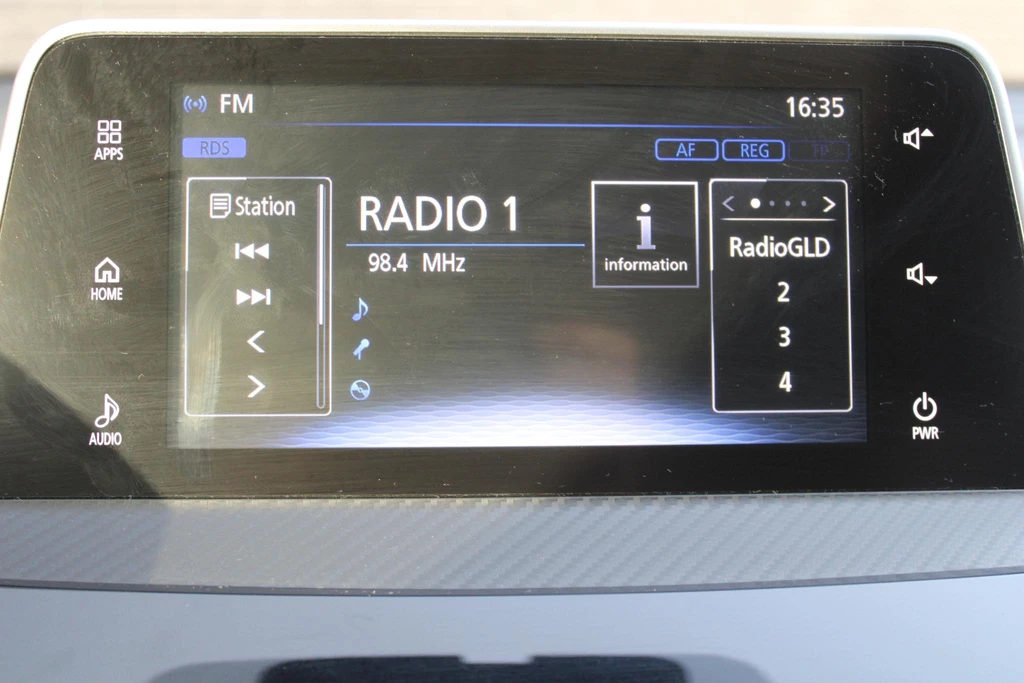 FM
16:35
RDS
AF
REG
TP
APPS
HOME
AUDIO
Station
RADIO 1
98.4 MHz
i
information
RadioGLD
2
3
4
PWR